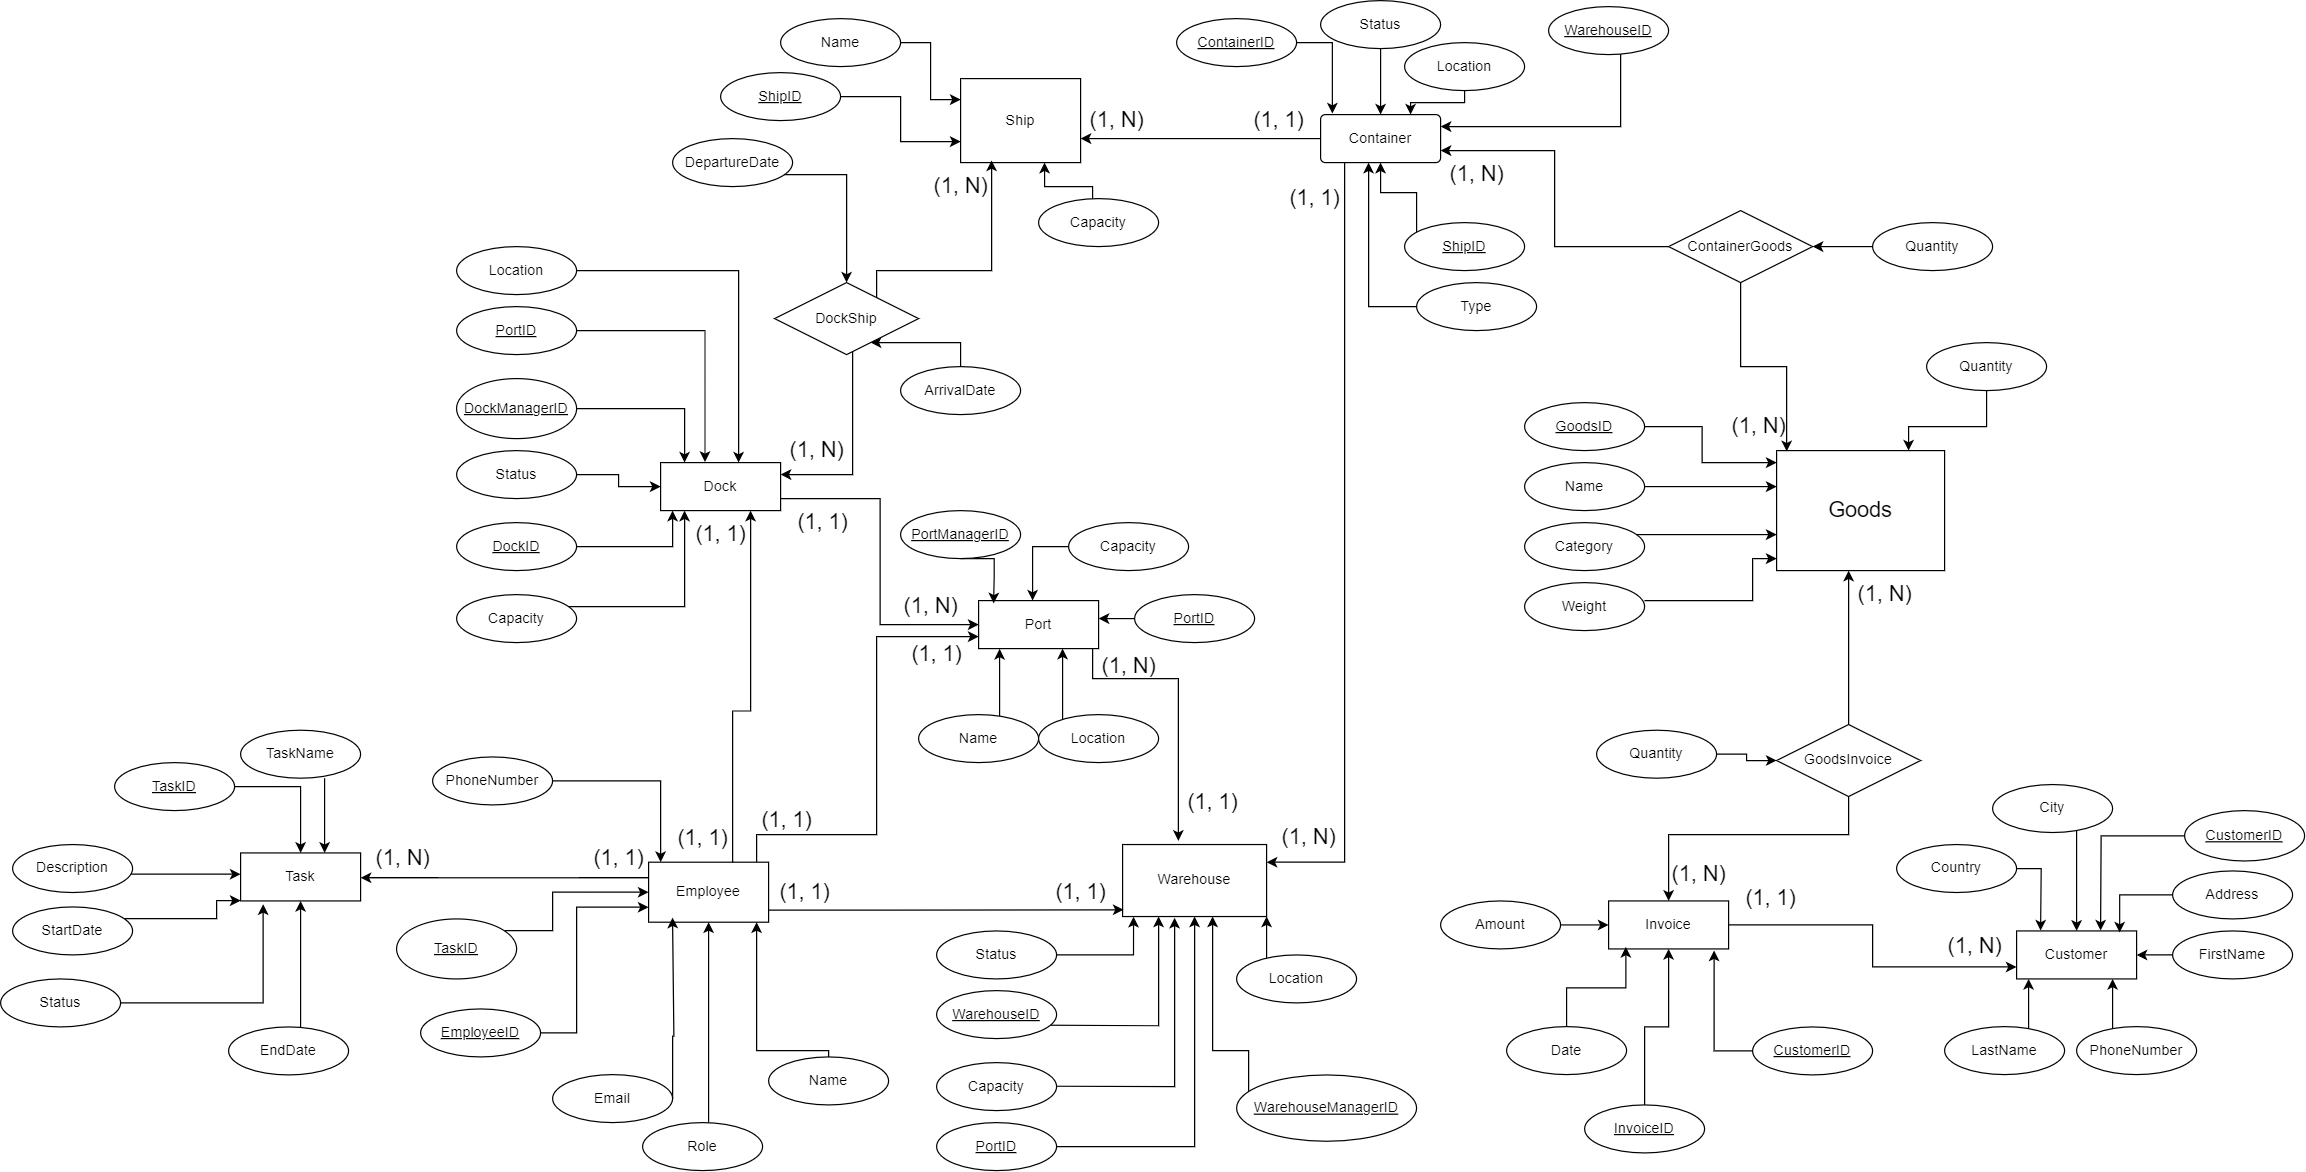 Name
ShipID
Ship
DepartureDate
Capacity
(1, N)
(1, N)
(1, 1)
ContainerID
Status
Location
WarehouseID
Container
(1, N)
(1, 1)
ShipID
Type
ContainerGoods
Quantity
DockShip
ArrivalDate
Location
PortID
DockManagerID
Status
DockID
Capacity
(1, N)
Dock
(1, 1)
(1, 1)
Quantity
(1, N)
GoodsID
Name
Category
Weight
Goods
(1, N)
PortManagerID
Capacity
(1, N)
PortID
Port
(1, 1)
(1, N)
Name
Location
Quantity
GoodsInvoice
TaskName
TaskID
Description
StartDate
Status
EndDate
Task
(1, N)
(1, 1)
PhoneNumber
(1, 1)
(1, 1)
Employee
(1, 1)
TaskID
EmployeeID
Email
Role
Name
(1, 1)
(1, 1)
(1, N)
Warehouse
Status
WarehouseID
Capacity
PortID
Location
WarehouseManagerID
(1, N)
(1, 1)
Amount
Invoice
Date
InvoiceID
CustomerID
(1, N)
City
CustomerID
Country
Address
Customer
FirstName
LastName
PhoneNumber